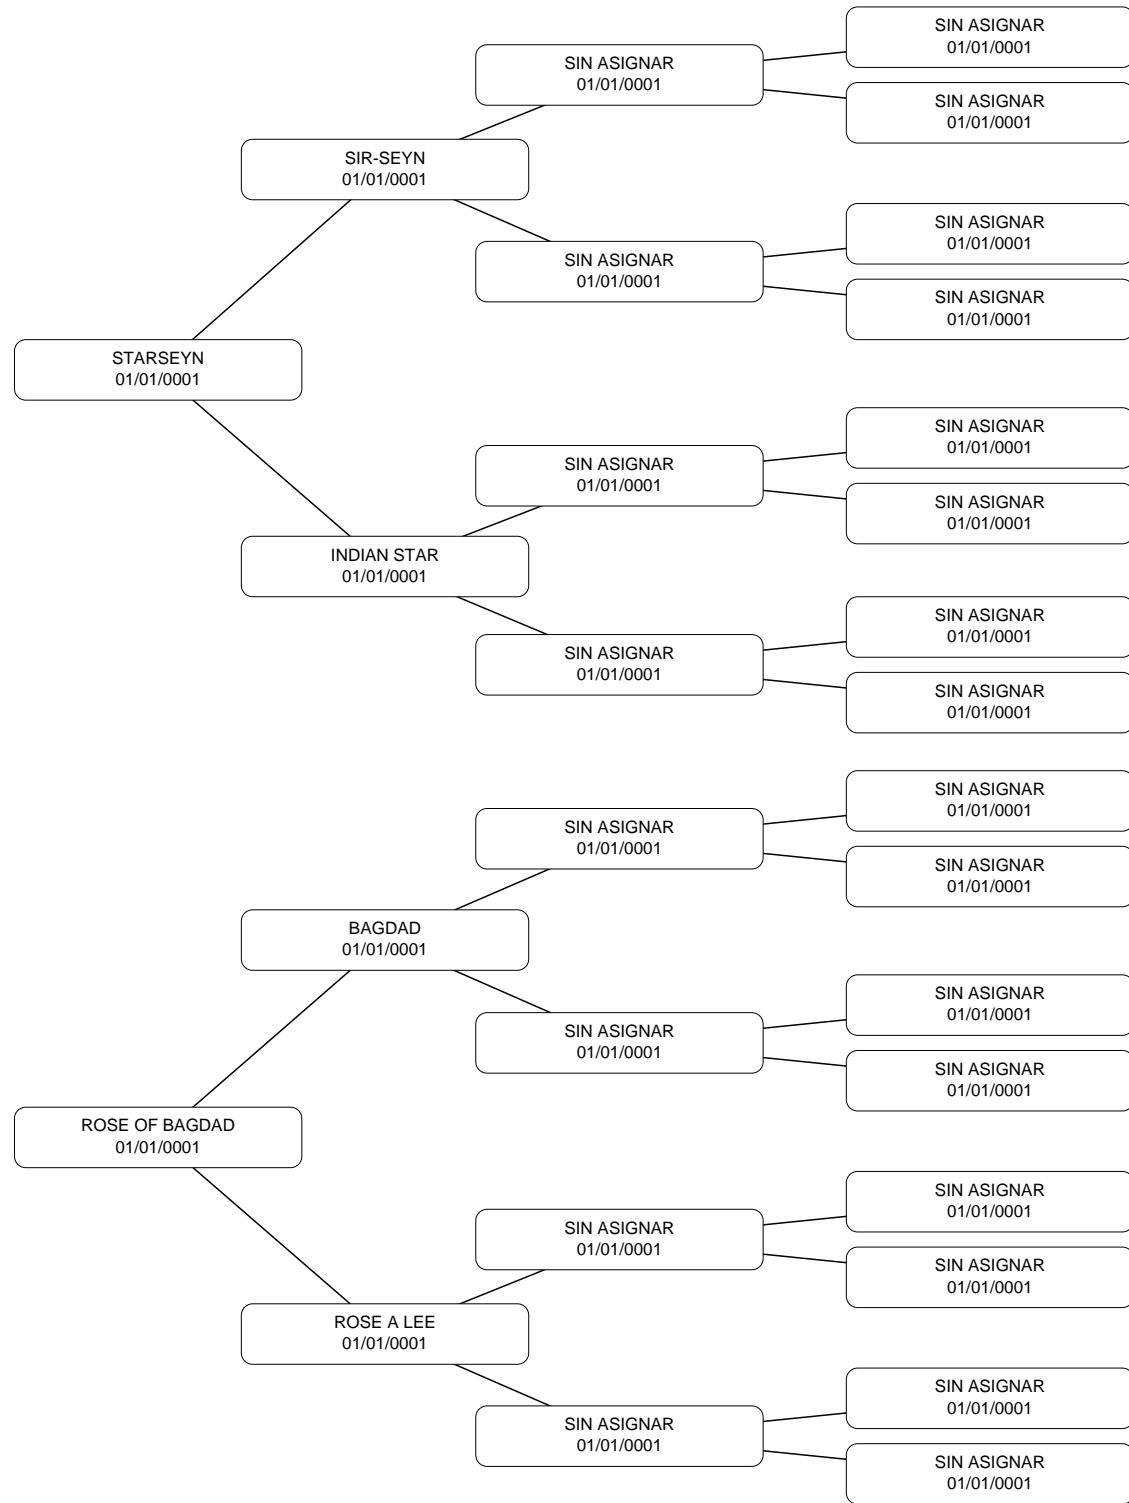 SIN ASIGNAR
01/01/0001
SIN ASIGNAR
01/01/0001
SIN ASIGNAR
01/01/0001
SIR-SEYN
01/01/0001
SIN ASIGNAR
01/01/0001
SIN ASIGNAR
01/01/0001
SIN ASIGNAR
01/01/0001
STARSEYN
01/01/0001
SIN ASIGNAR
01/01/0001
SIN ASIGNAR
01/01/0001
SIN ASIGNAR
01/01/0001
INDIAN STAR
01/01/0001
SIN ASIGNAR
01/01/0001
SIN ASIGNAR
01/01/0001
SIN ASIGNAR
01/01/0001
SIN ASIGNAR
01/01/0001
SIN ASIGNAR
01/01/0001
SIN ASIGNAR
01/01/0001
BAGDAD
01/01/0001
SIN ASIGNAR
01/01/0001
SIN ASIGNAR
01/01/0001
SIN ASIGNAR
01/01/0001
ROSE OF BAGDAD
01/01/0001
SIN ASIGNAR
01/01/0001
SIN ASIGNAR
01/01/0001
SIN ASIGNAR
01/01/0001
ROSE A LEE
01/01/0001
SIN ASIGNAR
01/01/0001
SIN ASIGNAR
01/01/0001
SIN ASIGNAR
01/01/0001